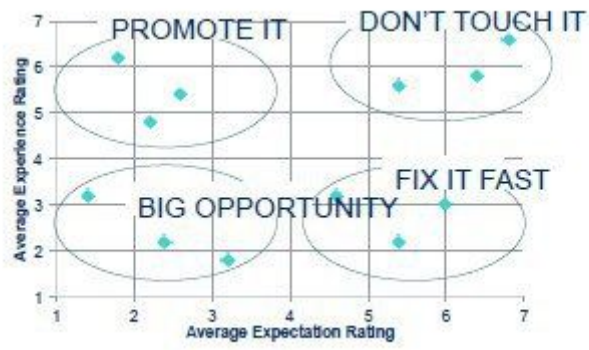 PROMOTE IT
DON'T TOUCH IT
BIG OPPORTUNITY
FIX IT FAST
Average Experience Rating
7
6
5
4
3
2
1
1 2 3 4 5 6 7
Average Expectation Rating